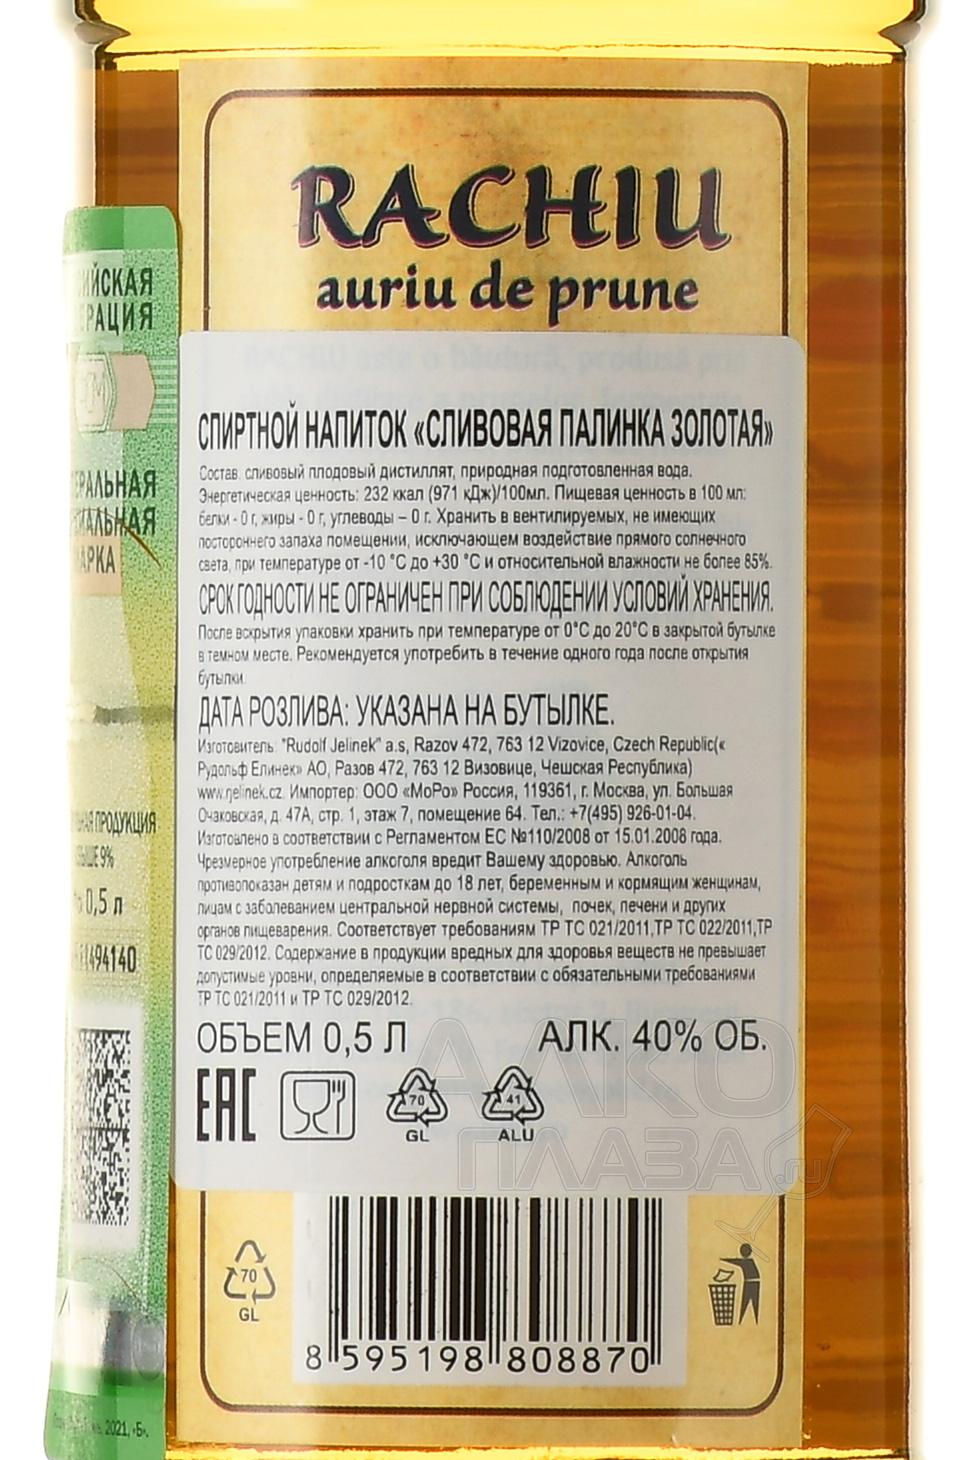 RACHIU
auriu de prune
СПИРТНОЙ НАПИТОК «СЛИВОВАЯ ПАЛИНКА ЗОЛОТАЯ»
Состав: сливовый плодовый дистиллят, природная подготовленная вода.
Энергетическая ценность: 232 ккал (971 кДж)/100мл. Пищевая ценность в 100 мл:
белки - 0 г, жиры - 0 г, углеводы – 0 г. Хранить в вентилируемых, не имеющих
постороннего запаха помещении, исключающем воздействие прямого солнечного
света, при температуре от -10 °С до +30 °С и относительной влажности не более 85%.
СРОК ГОДНОСТИ НЕ ОГРАНИЧЕН ПРИ СОБЛЮДЕНИИ УСЛОВИЙ ХРАНЕНИЯ.
После вскрытия упаковки хранить при температуре от 0°С до 20°С в закрытой бутылке
в темном месте. Рекомендуется употребить в течение одного года после открытия
бутылки.
ДАТА РОЗЛИВА: УКАЗАНА НА БУТЫЛКЕ.
Изготовитель: "Rudolf Jelinek" a.s, Razov 472, 763 12 Vizovice, Czech Republic(«
Рудольф Елинек» АО, Разов 472, 763 12 Визовице, Чешская Республика)
www.rjelinek.cz. Импортер: ООО «МоРо» Россия, 119361, г. Москва, ул. Большая
Очаковская, д. 47А, стр. 1, этаж 7, помещение 64. Тел.: +7(495) 926-01-04.
Изготовлено в соответствии с Регламентом ЕС №110/2008 от 15.01.2008 года.
Чрезмерное употребление алкоголя вредит Вашему здоровью. Алкоголь
противопоказан детям и подросткам до 18 лет, беременным и кормящим женщинам,
лицам с заболеванием центральной нервной системы, почек, печени и других
органов пищеварения. Соответствует требованиям ТР ТС 021/2011,ТР ТС 022/2011,ТР
ТС 029/2012. Содержание в продукции вредных для здоровья веществ не превышает
допустимые уровни, определяемые в соответствии с обязательными требованиями
ТР ТС 021/2011 и ТР ТС 029/2012.
ОБЪЕМ 0,5 Л АЛК. 40% ОБ.
EAC 70 GL 41 ALU
АЛКО
ПЛАЗА.ru
70
GL
8 595198 808870
0,5 л
494140
2021, «Б».